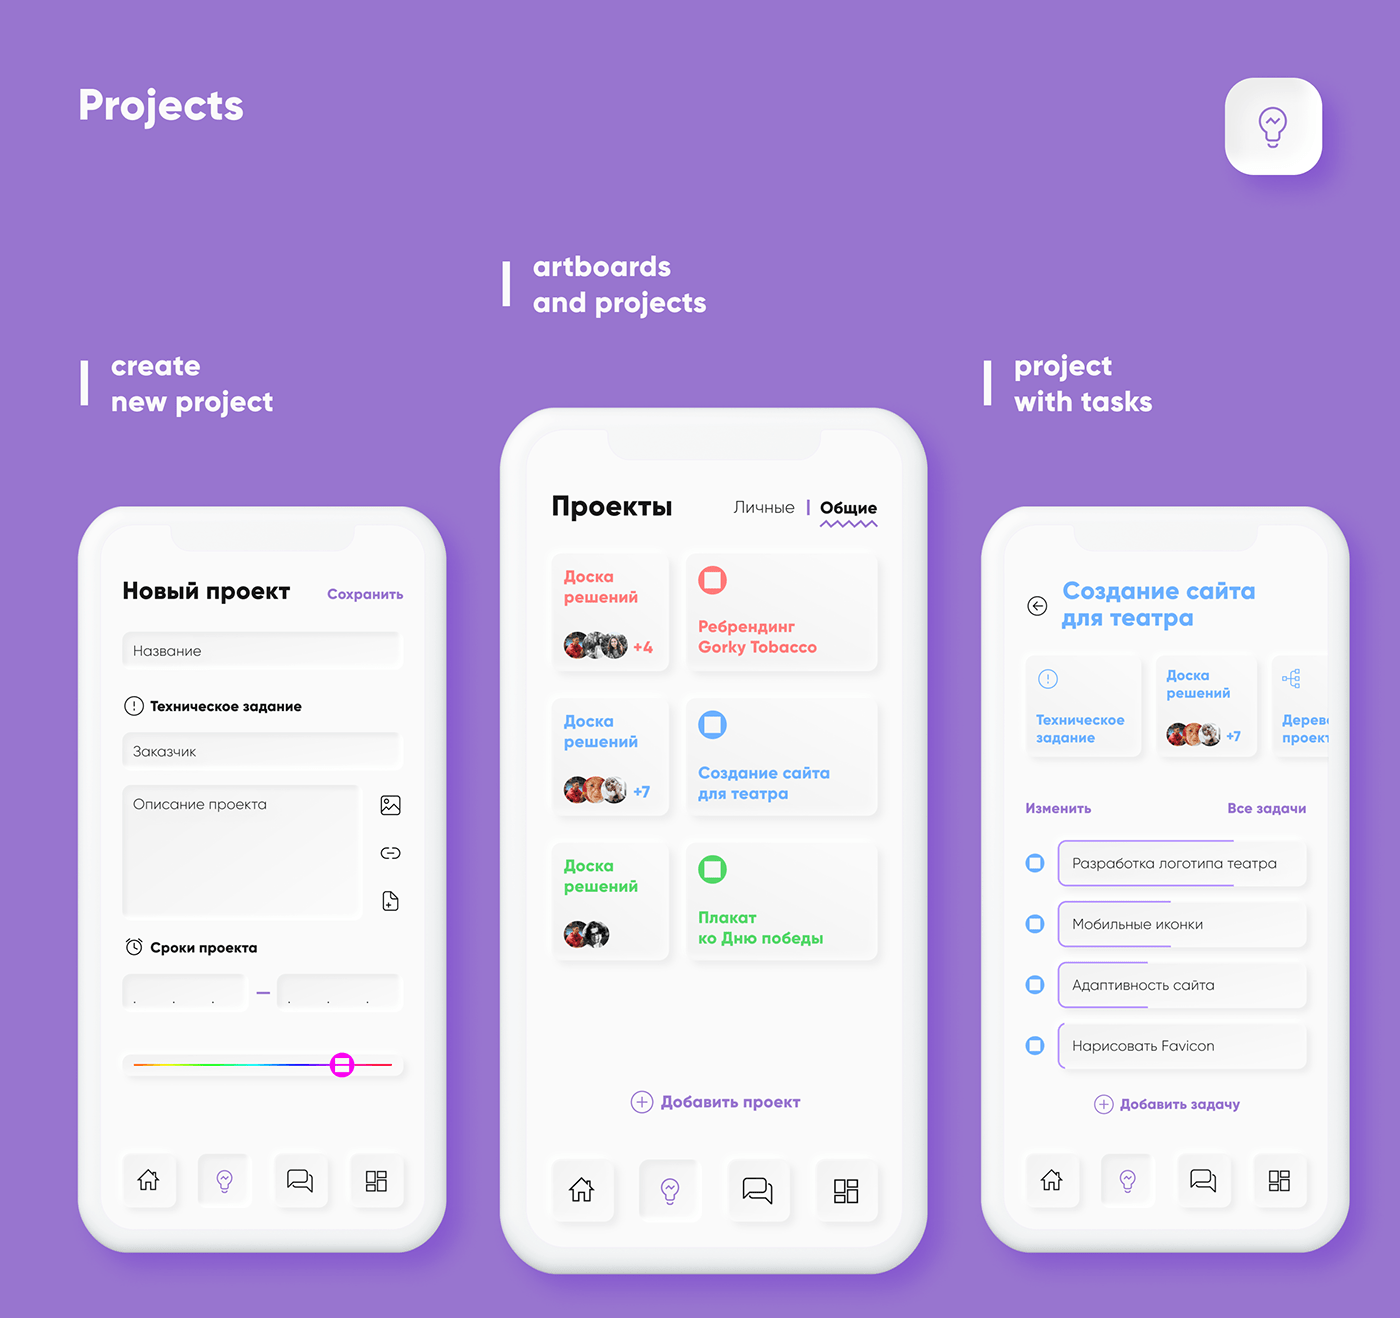 Projects
artboards
and projects
create
new project
project
with tasks
Новый проект
Сохранить
Название
Техническое задание
Заказчик
Описание проекта
Сроки проекта
. . . – . . .
Проекты
Личные | Общие
Доска
решений
+4
Ребрендинг
Gorky Tobacco
Доска
решений
+7
Создание сайта
для театра
Доска
решений
Плакат
ко Дню победы
Добавить проект
Создание сайта
для театра
Техническое
задание
Доска
решений
+7
Дерев
проект
Изменить
Все задачи
Разработка логотипа театра
Мобильные иконки
Адаптивность сайта
Нарисовать Favicon
Добавить задачу